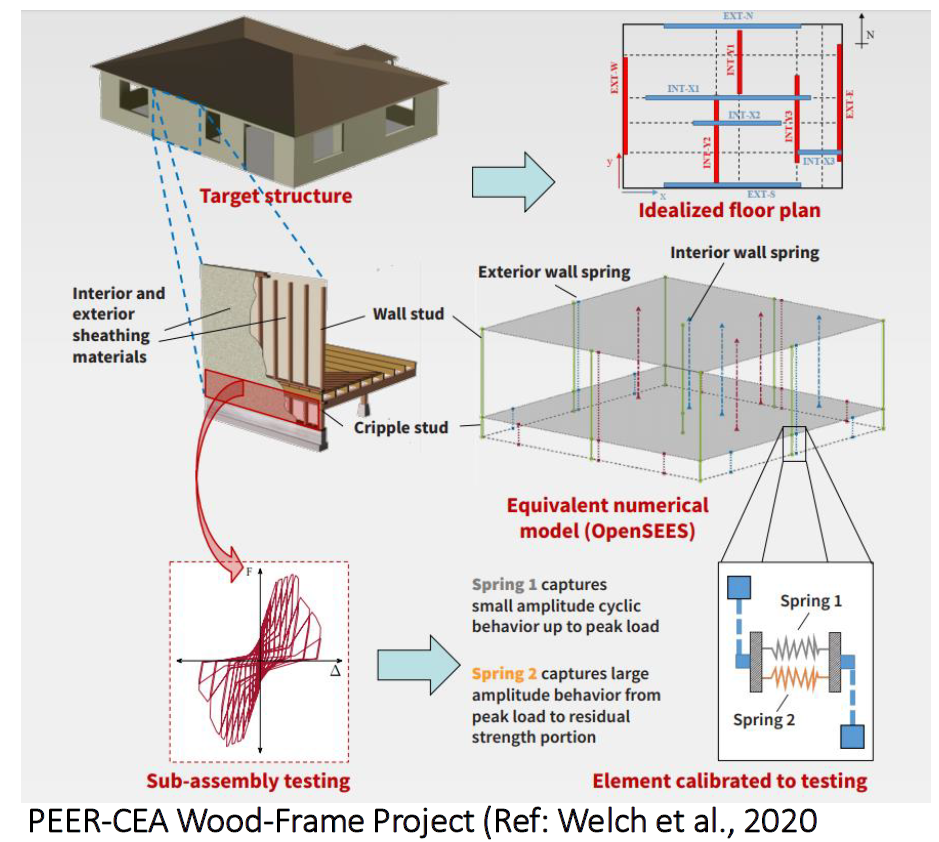 EXT-N
N
EXT-W
INT-Y1
INT-X1
EXT-E
INT-X2
INT-Y3
INT-Y2
INT-X3
y
x
EXT-S
Target structure
Idealized floor plan
Interior wall spring
Exterior wall spring
Interior and
exterior
sheathing
materials
Wall stud
Cripple stud
Equivalent numerical
model (OpenSEES)
F
Δ
Spring 1 captures
small amplitude cyclic
behavior up to peak load
Spring 2 captures large
amplitude behavior from
peak load to residual
strength portion
Spring 1
Spring 2
Sub-assembly testing
Element calibrated to testing
PEER-CEA Wood-Frame Project (Ref: Welch et al., 2020